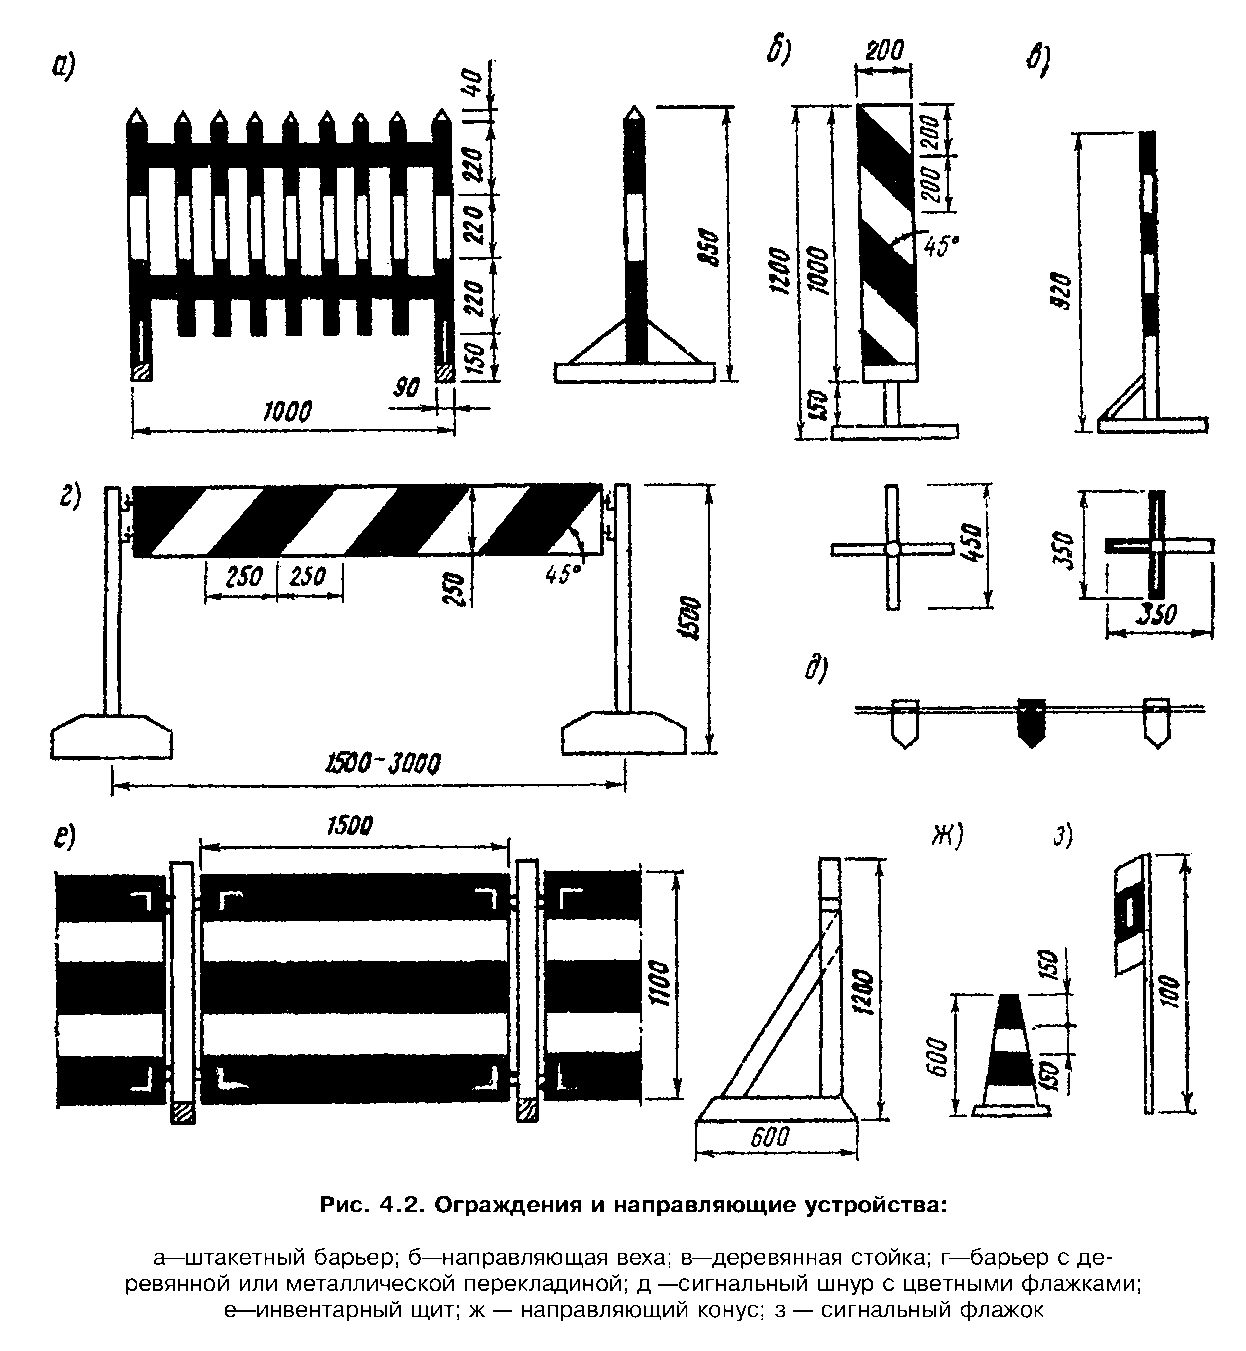 а)
40
220
220
220
150
90
1000
850
б)
200
200
200
45°
1200
1000
150
в)
920
г)
250
250
250
45°
1500
1500-3000
450
350
350
д)
е)
1500
1100
1200
600
ж)
600
150
150
з)
100
Рис. 4.2. Ограждения и направляющие устройства:
а—штакетный барьер; б—направляющая веха; в—деревянная стойка; г—барьер с де-
ревянной или металлической перекладиной; д —сигнальный шнур с цветными флажками;
е—инвентарный щит; ж — направляющий конус; з — сигнальный флажок